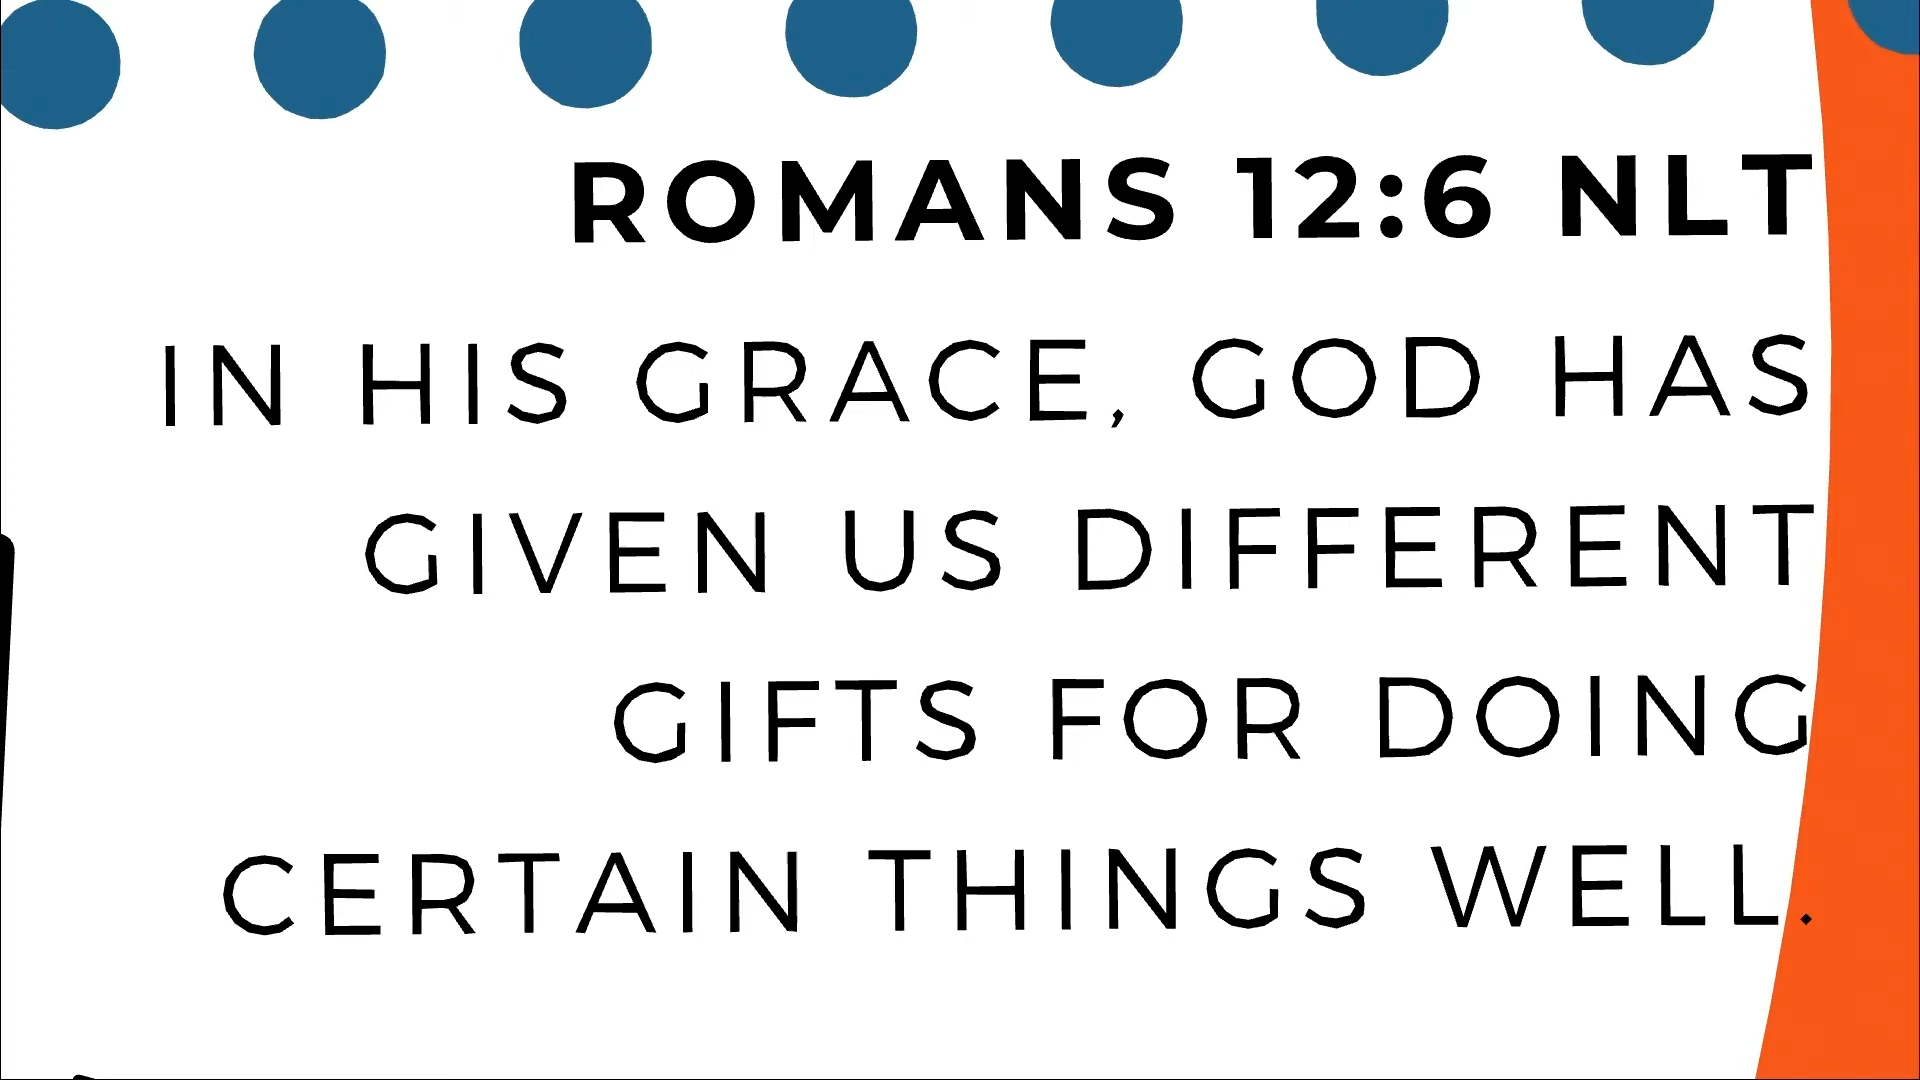 ROMANS 12:6 NLT
IN HIS GRACE, GOD HAS
GIVEN US DIFFERENT
GIFTS FOR DOING
CERTAIN THINGS WELL.